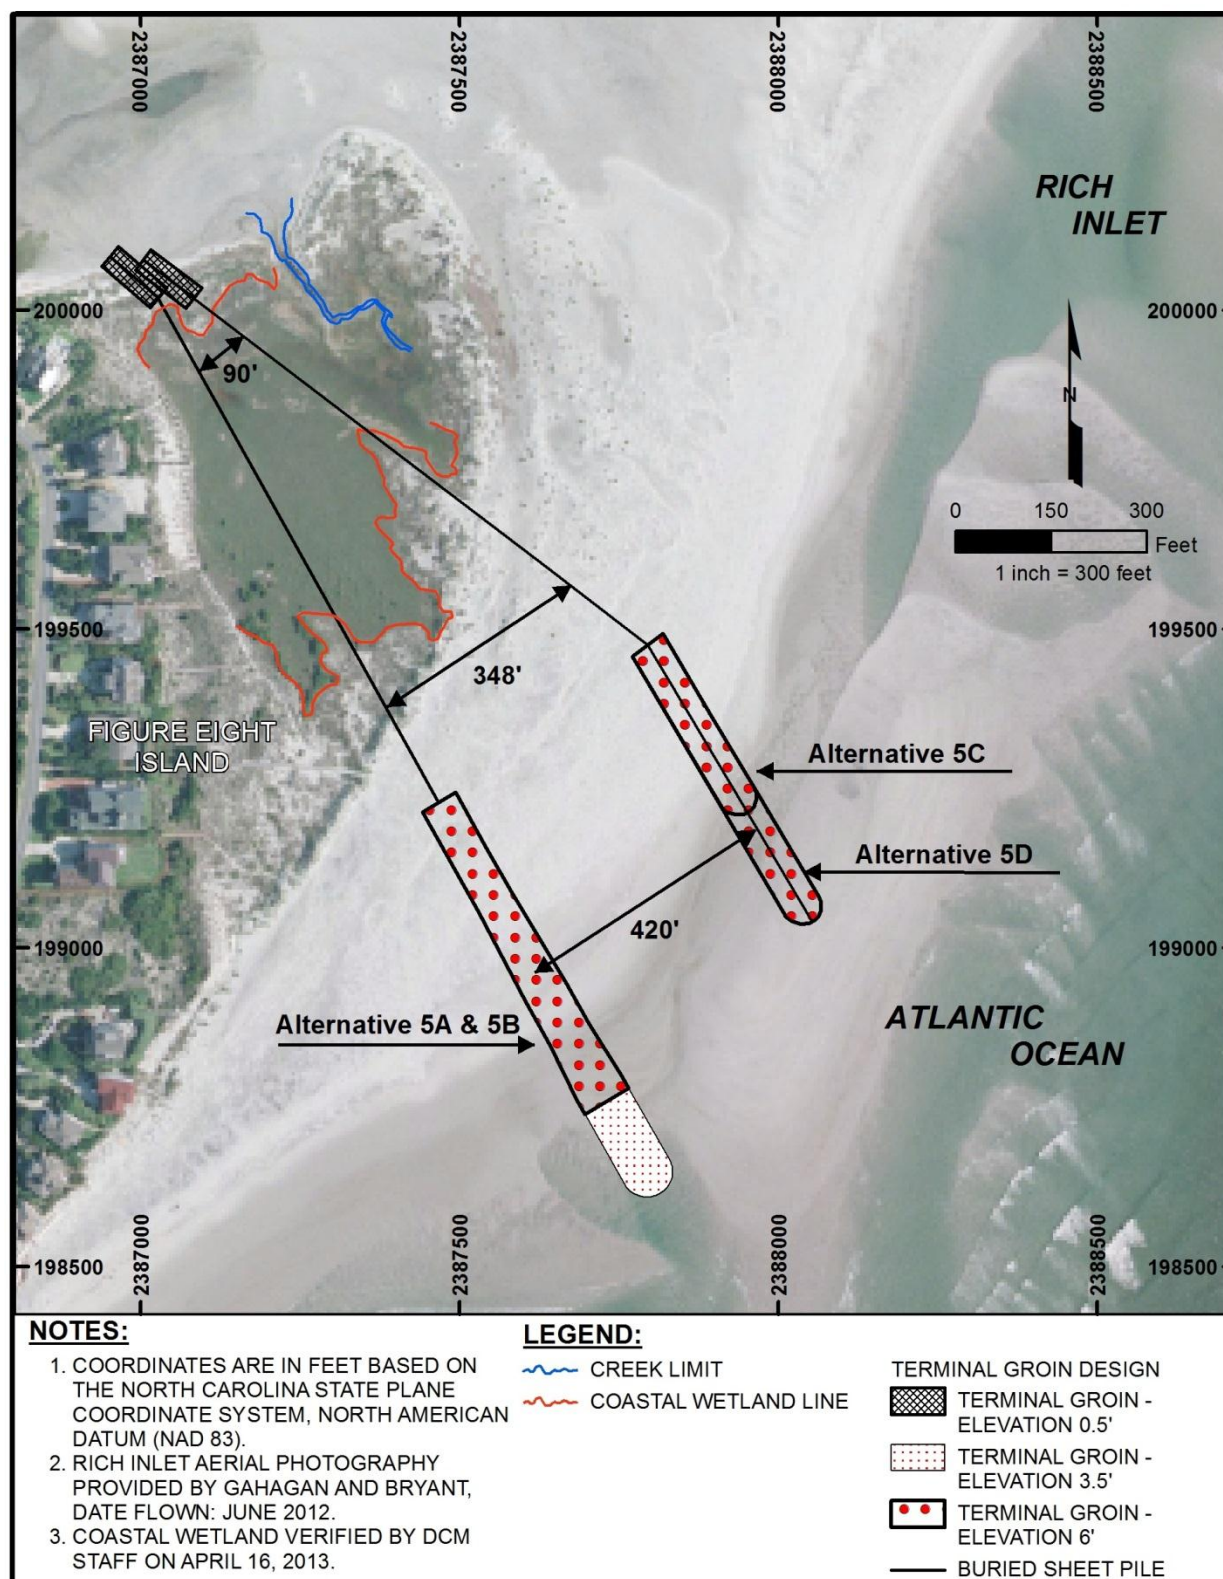 2387000
2387500
2388000
2388500
RICH
INLET
200000
200000
90'
N
0 150 300
Feet
1 inch = 300 feet
199500
199500
348'
FIGURE EIGHT
ISLAND
Alternative 5C
Alternative 5D
420'
199000
199000
Alternative 5A & 5B
ATLANTIC
OCEAN
198500
198500
2387000
2387500
2388000
2388500
NOTES:
1. COORDINATES ARE IN FEET BASED ON
THE NORTH CAROLINA STATE PLANE
COORDINATE SYSTEM, NORTH AMERICAN
DATUM (NAD 83).
2. RICH INLET AERIAL PHOTOGRAPHY
PROVIDED BY GAHAGAN AND BRYANT,
DATE FLOWN: JUNE 2012.
3. COASTAL WETLAND VERIFIED BY DCM
STAFF ON APRIL 16, 2013.
LEGEND:
CREEK LIMIT
COASTAL WETLAND LINE
TERMINAL GROIN DESIGN
TERMINAL GROIN -
ELEVATION 0.5'
TERMINAL GROIN -
ELEVATION 3.5'
TERMINAL GROIN -
ELEVATION 6'
BURIED SHEET PILE